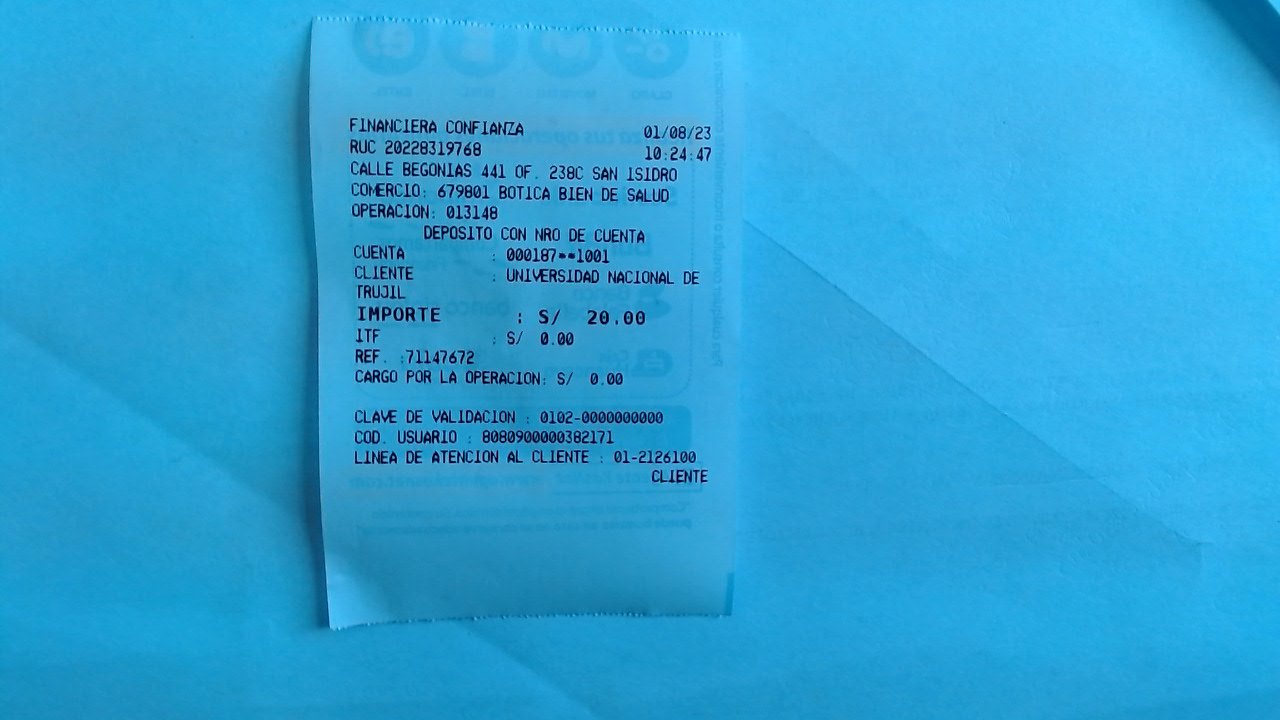 FINANCIERA CONFIANZA 01/08/23
RUC 20228319768 10:24:47
CALLE BEGONIAS 441 OF. 238C SAN ISIDRO
COMERCIO: 679801 BOTICA BIEN DE SALUD
OPERACION: 013148
DEPOSITO CON NRO DE CUENTA
CUENTA : 000187**1001
CLIENTE : UNIVERSIDAD NACIONAL DE
TRUJIL
IMPORTE : S/ 20.00
ITF : S/ 0.00
REF. :71147672
CARGO POR LA OPERACION: S/ 0.00
CLAVE DE VALIDACION : 0102-0000000000
COD. USUARIO : 8080900000382171
LINEA DE ATENCION AL CLIENTE : 01-2126100
CLIENTE